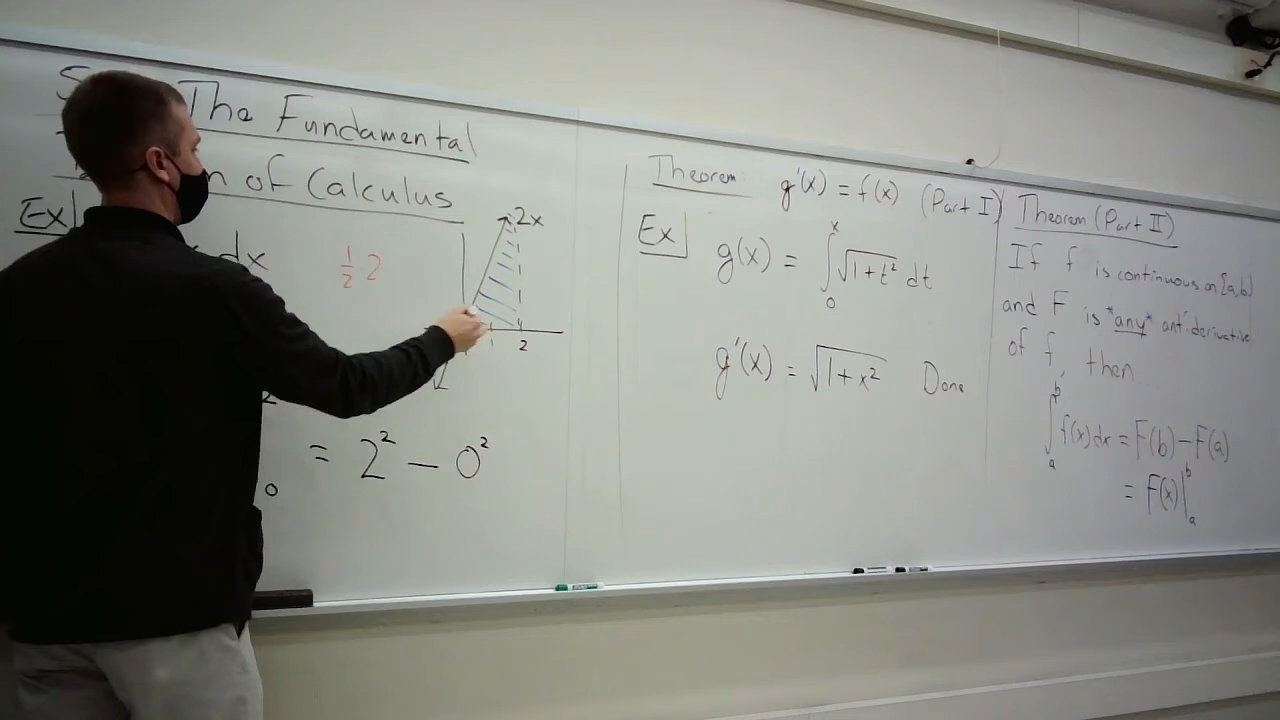 The Fundamental
of Calculus
Ex
dx
1/2 2
2x
2
= 2² − 0²
0
Theorem g'(x) = f(x) (Part I)
Ex g(x) = ∫₀ˣ √(1+t²) dt
g'(x) = √(1+x²) Done
Theorem (Part II)
If f is continuous on [a,b]
and F is *any* antiderivative
of f, then...
∫ₐᵇ f(x)dx = F(b) − F(a)
= F(x)|ₐᵇ